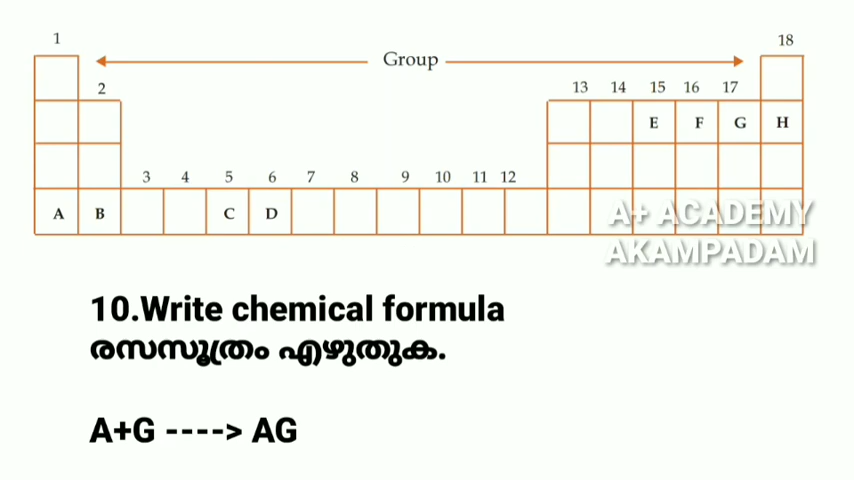 1 18
Group
2 13 14 15 16 17
E F G H
3 4 5 6 7 8 9 10 11 12
A B C D
A+ ACADEMY
AKAMPADAM
10.Write chemical formula
രാസസൂത്രം എഴുതുക.
A+G ----> AG